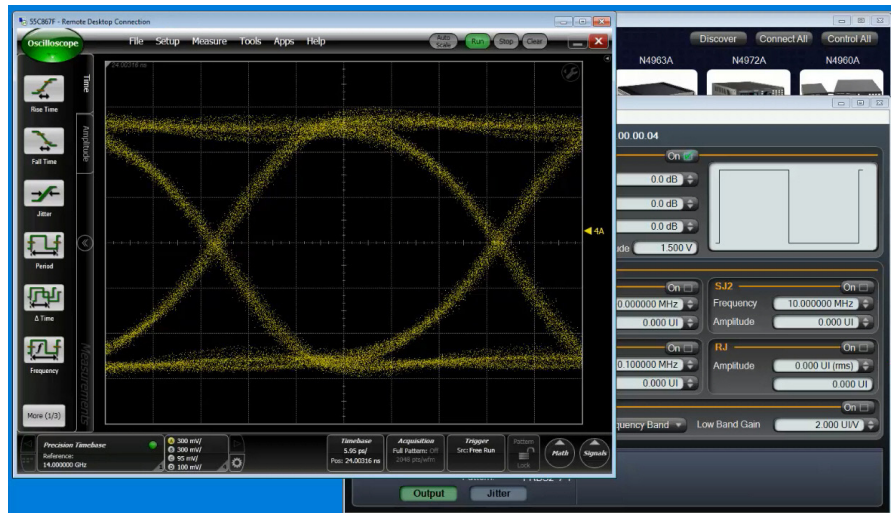 55C867F - Remote Desktop Connection
Oscilloscope
File Setup Measure Tools Apps Help
Auto Scale
Run
Stop
Clear
Discover
Connect All
Control All
N4963A
N4972A
N4960A
24.00316 ns
Time
Amplitude
Rise Time
Fall Time
Jitter
Period
Δ Time
Frequency
More (1/3)
Measurements
4A
00 00.04
On
0.0 dB
0.0 dB
0.0 dB
1.500 V
On
0.000 UI
SJ2
On
Frequency 10.000000 MHz
Amplitude 0.000 UI
On
0.100000 MHz
0.000 UI
RJ
On
Amplitude 0.000 UI (rms)
0.000 UI
On
Band
Low Band Gain 2.000 UI/V
Precision Timebase
Reference:
14.000000 GHz
A 300 mV/
B 300 mV/
C 95 mV/
D 100 mV/
Timebase
5.95 ps/
Pos: 24.00316 ns
Acquisition
Full Pattern: Off
2048 pts/wfm
Trigger
Src: Free Run
Pattern
Lock
Math
Signals
Output
Jitter